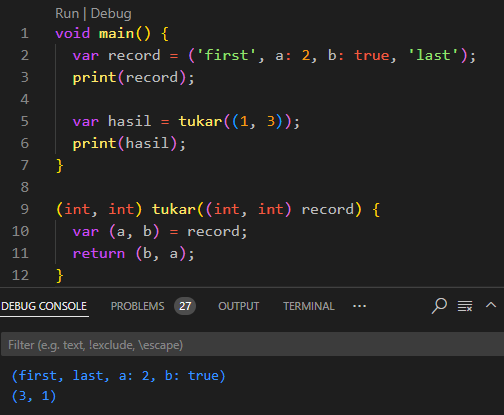 Run | Debug
1 void main() {
2   var record = ('first', a: 2, b: true, 'last');
3   print(record);
4
5   var hasil = tukar((1, 3));
6   print(hasil);
7 }
8
9 (int, int) tukar((int, int) record) {
10   var (a, b) = record;
11   return (b, a);
12 }
DEBUG CONSOLE PROBLEMS 27 OUTPUT TERMINAL ···
Filter (e.g. text, !exclude, \escape)
(first, last, a: 2, b: true)
(3, 1)